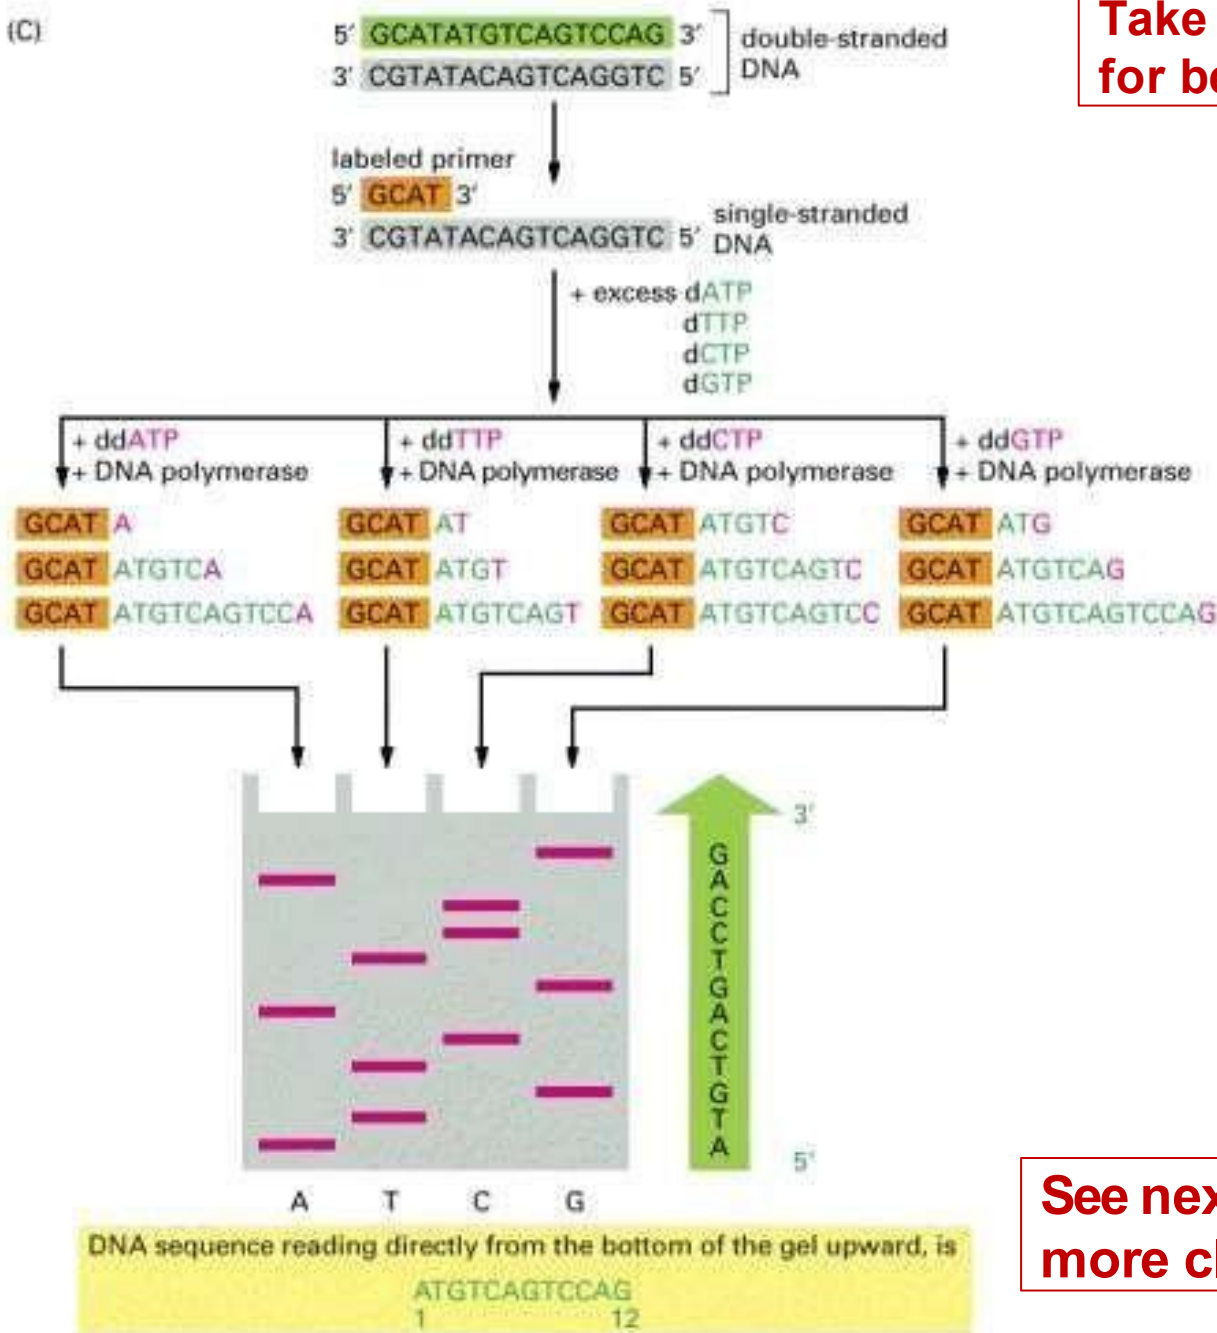 (C)
5′ GCATATGTCAGTCCAG 3′
3′ CGTATACAGTCAGGTC 5′
double-stranded
DNA
Take
for be
labeled primer
5′ GCAT 3′
3′ CGTATACAGTCAGGTC 5′
single-stranded
DNA
+ excess dATP
dTTP
dCTP
dGTP
+ ddATP
+ DNA polymerase
+ ddTTP
+ DNA polymerase
+ ddCTP
+ DNA polymerase
+ ddGTP
+ DNA polymerase
GCAT A
GCAT ATGTCA
GCAT ATGTCAGTCCA
GCAT AT
GCAT ATGT
GCAT ATGTCAGT
GCAT ATGTC
GCAT ATGTCAGTC
GCAT ATGTCAGTCC
GCAT ATG
GCAT ATGTCAG
GCAT ATGTCAGTCCAG
3′
G
A
C
C
T
G
A
C
T
G
T
A
5′
A T C G
See nex
more cl
DNA sequence reading directly from the bottom of the gel upward, is
ATGTCAGTCCAG
1 12